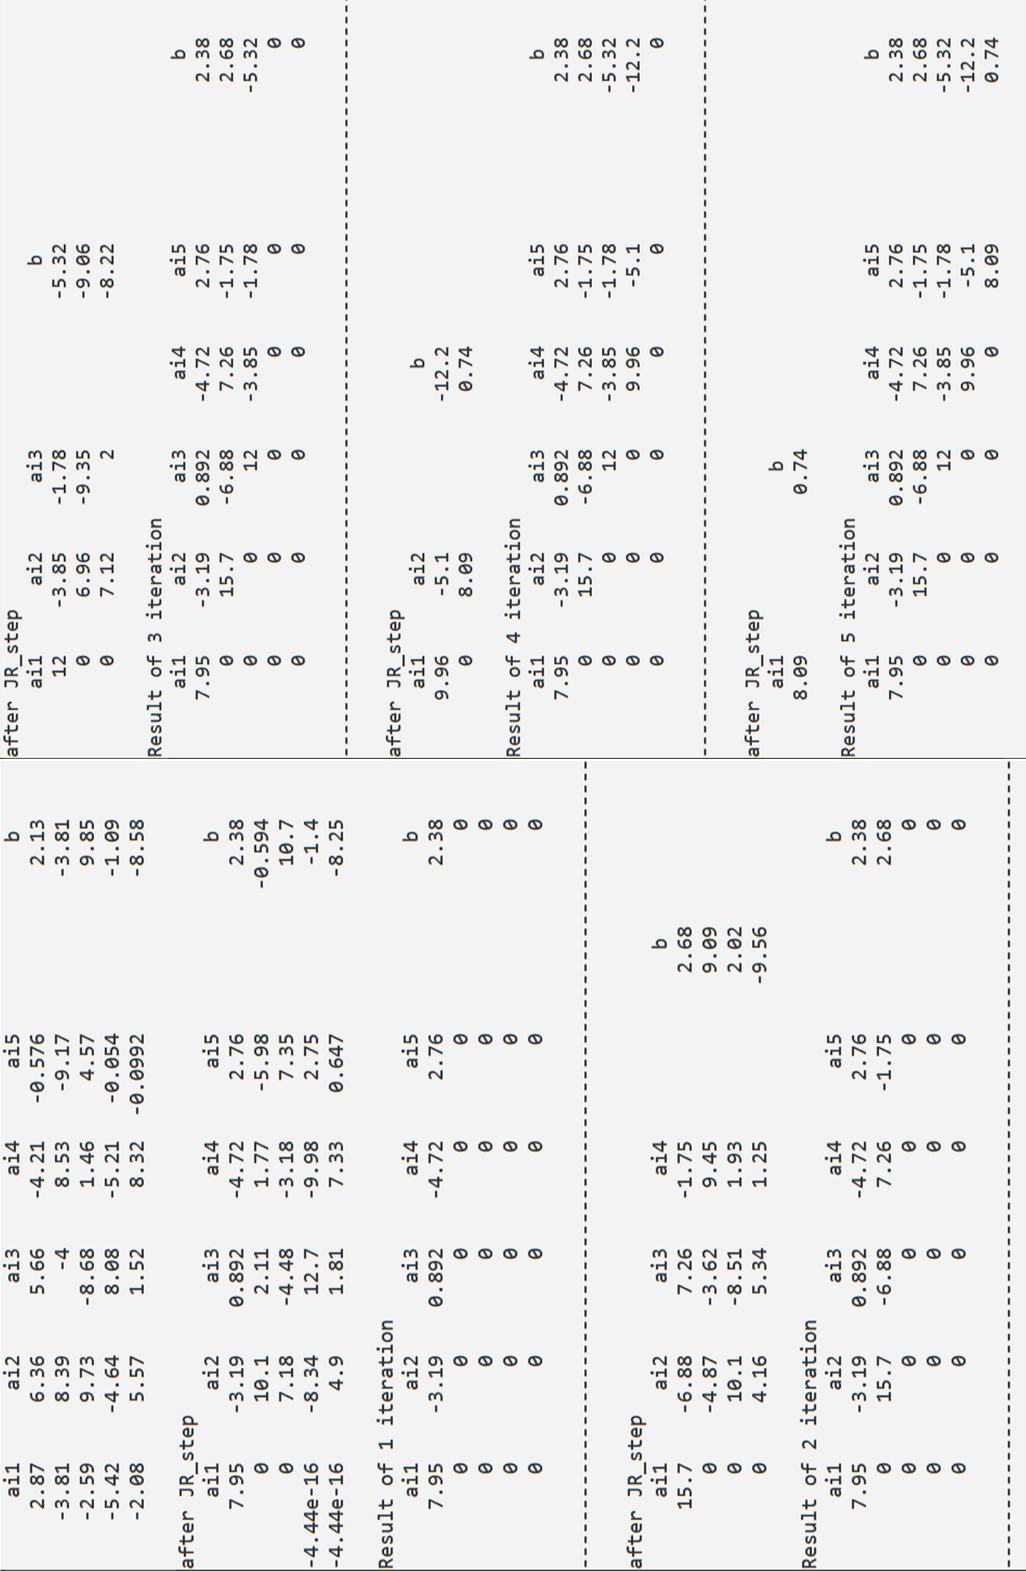 ai1 ai2 ai3 ai4 ai5 b
2.87 6.36 5.66 -4.21 -0.576 2.13
-3.81 8.39 -4 8.53 -9.17 -3.81
-2.59 9.73 -8.68 1.46 4.57 9.85
-5.42 -4.64 8.08 -5.21 -0.054 -1.09
-2.08 5.57 1.52 8.32 -0.0992 -8.58
after JR_step
ai1 ai2 ai3 ai4 ai5 b
7.95 -3.19 0.892 -4.72 2.76 2.38
0 10.1 2.11 1.77 -5.98 -0.594
0 7.18 -4.48 -3.18 7.35 10.7
-4.44e-16 -8.34 12.7 -9.98 2.75 -1.4
-4.44e-16 4.9 1.81 7.33 0.647 -8.25
Result of 1 iteration
ai1 ai2 ai3 ai4 ai5 b
7.95 -3.19 0.892 -4.72 2.76 2.38
0 0 0 0 0 0
0 0 0 0 0 0
0 0 0 0 0 0
0 0 0 0 0 0
after JR_step
ai1 ai2 ai3 ai4 b
15.7 -6.88 7.26 -1.75 2.68
0 -4.87 -3.62 9.45 9.09
0 10.1 -8.51 1.93 2.02
0 4.16 5.34 1.25 -9.56
Result of 2 iteration
ai1 ai2 ai3 ai4 ai5 b
7.95 -3.19 0.892 -4.72 2.76 2.38
0 15.7 -6.88 7.26 -1.75 2.68
0 0 0 0 0 0
0 0 0 0 0 0
0 0 0 0 0 0
after JR_step
ai1 ai2 ai3 b
12 -3.85 -1.78 -5.32
0 6.96 -9.35 -9.06
0 7.12 2 -8.22
Result of 3 iteration
ai1 ai2 ai3 ai4 ai5 b
7.95 -3.19 0.892 -4.72 2.76 2.38
0 15.7 -6.88 7.26 -1.75 2.68
0 0 12 -3.85 -1.78 -5.32
0 0 0 0 0 0
0 0 0 0 0 0
after JR_step
ai1 ai2 b
9.96 -5.1 -12.2
0 8.09 0.74
Result of 4 iteration
ai1 ai2 ai3 ai4 ai5 b
7.95 -3.19 0.892 -4.72 2.76 2.38
0 15.7 -6.88 7.26 -1.75 2.68
0 0 12 -3.85 -1.78 -5.32
0 0 0 9.96 -5.1 -12.2
0 0 0 0 0 0
after JR_step
ai1 b
8.09 0.74
Result of 5 iteration
ai1 ai2 ai3 ai4 ai5 b
7.95 -3.19 0.892 -4.72 2.76 2.38
0 15.7 -6.88 7.26 -1.75 2.68
0 0 12 -3.85 -1.78 -5.32
0 0 0 9.96 -5.1 -12.2
0 0 0 0 8.09 0.74